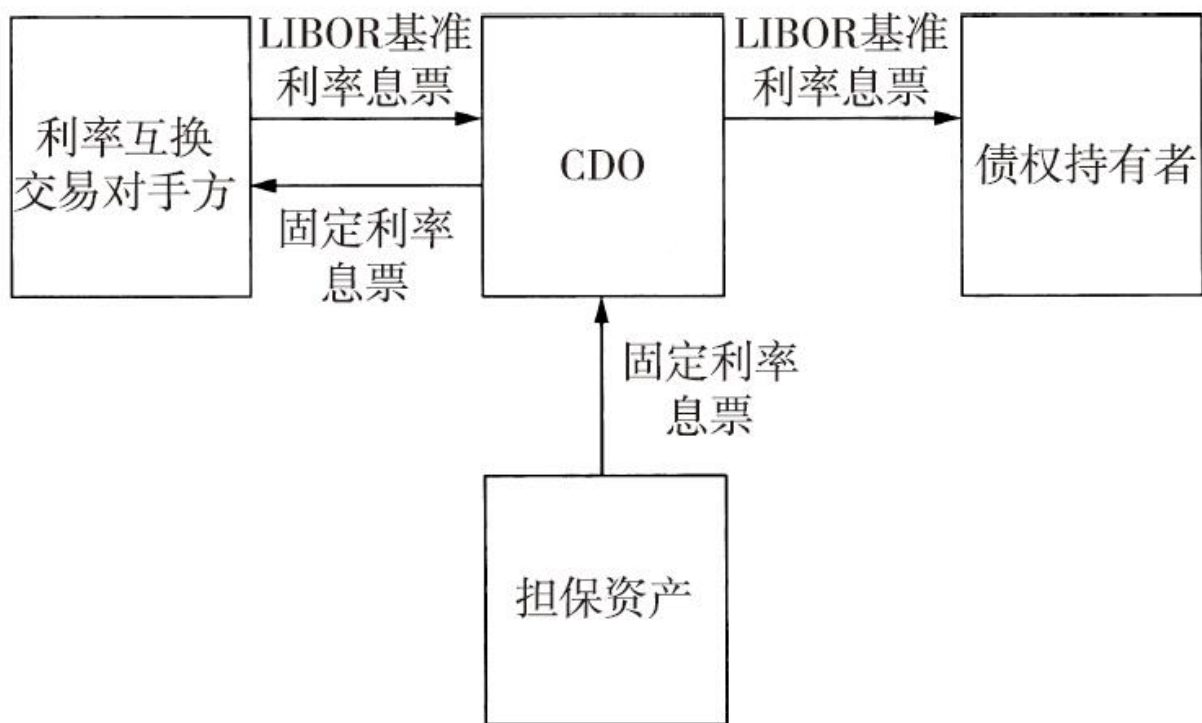 LIBOR基准
利率息票
LIBOR基准
利率息票
利率互换
交易对手方
CDO
债权持有者
固定利率
息票
固定利率
息票
担保资产